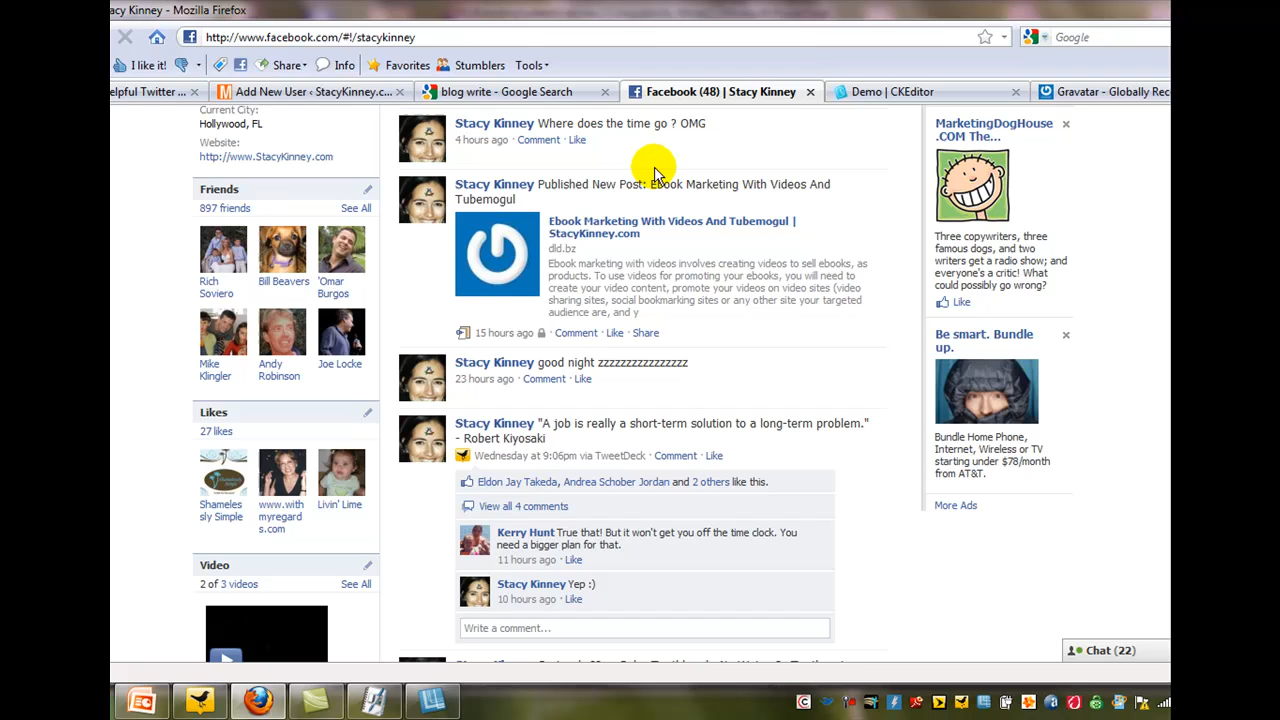 tacy Kinney - Mozilla Firefox
http://www.facebook.com/#!/stacykinney
Google
I like it!
Share
Info
Favorites
Stumblers
Tools
elpful Twitter ...
Add New User ‹ StacyKinney.c...
blog write - Google Search
Facebook (48) | Stacy Kinney
Demo | CKEditor
Gravatar - Globally Rec
Current City:
Hollywood, FL
Website:
http://www.StacyKinney.com
Friends
897 friends
See All
Rich
Soviero
Bill Beavers
'Omar
Burgos
Mike
Klingler
Andy
Robinson
Joe Locke
Likes
27 likes
Shameles
sly Simple
www.with
myregard
s.com
Livin' Lime
Video
2 of 3 videos
See All
Stacy Kinney Where does the time go ? OMG
4 hours ago · Comment · Like
Stacy Kinney Published New Post: Ebook Marketing With Videos And
Tubemogul
Ebook Marketing With Videos And Tubemogul |
StacyKinney.com
dld.bz
Ebook marketing with videos involves creating videos to sell ebooks, as
products. To use videos for promoting your ebooks, you will need to
create your video content, promote your videos on video sites (video
sharing sites, social bookmarking sites or any other site your targeted
audience are, and y
15 hours ago · Comment · Like · Share
Stacy Kinney good night zzzzzzzzzzzzzzzz
23 hours ago · Comment · Like
Stacy Kinney "A job is really a short-term solution to a long-term problem."
- Robert Kiyosaki
Wednesday at 9:06pm via TweetDeck · Comment · Like
Eldon Jay Takeda, Andrea Schober Jordan and 2 others like this.
View all 4 comments
Kerry Hunt True that! But it won't get you off the time clock. You
need a bigger plan for that.
11 hours ago · Like
Stacy Kinney Yep :)
10 hours ago · Like
Write a comment...
MarketingDogHouse
.COM The...
Three copywriters, three
famous dogs, and two
writers get a radio show; and
everyone's a critic! What
could possibly go wrong?
Like
Be smart. Bundle
up.
Bundle Home Phone,
Internet, Wireless or TV
starting under $78/month
from AT&T.
More Ads
Chat (22)